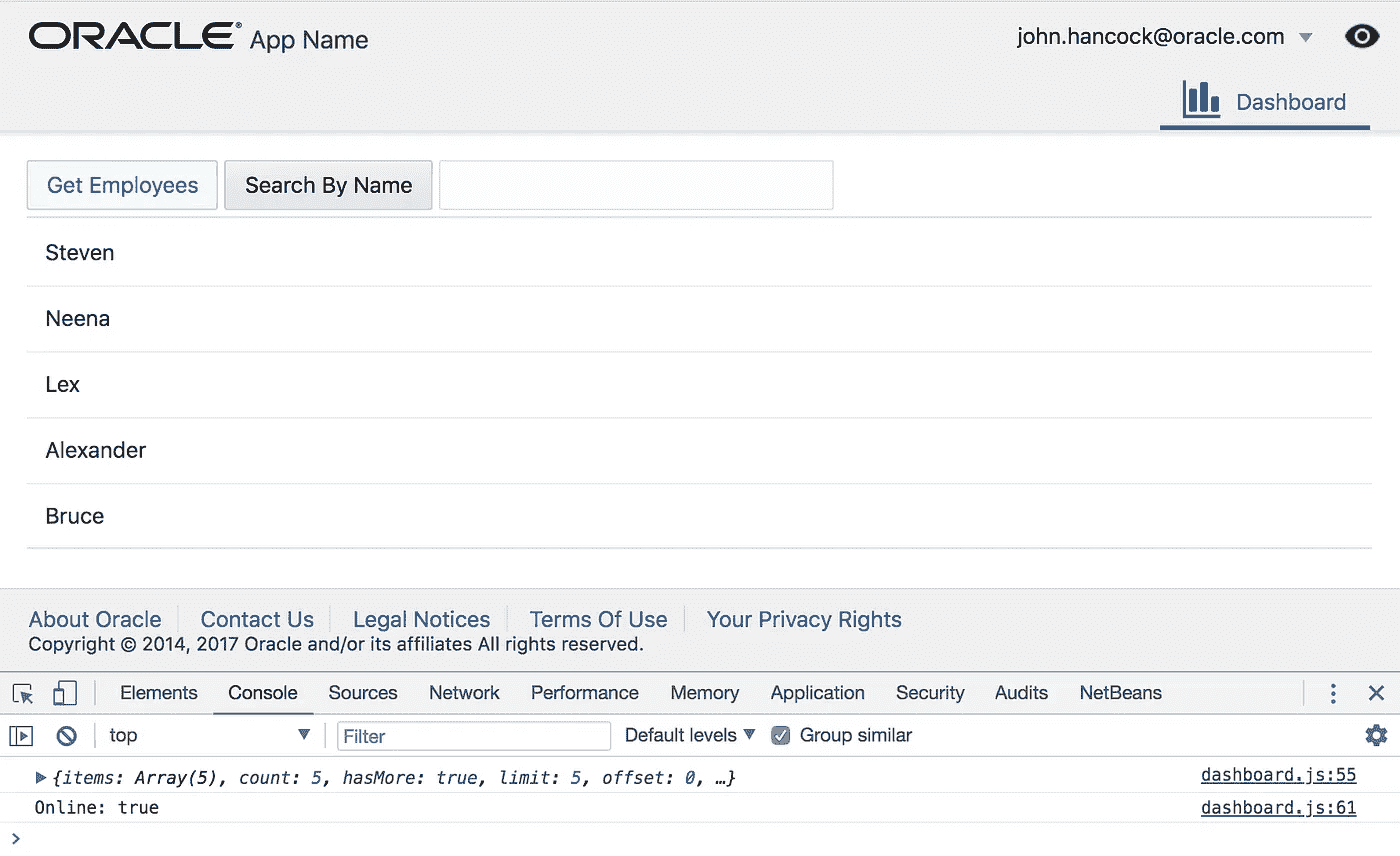 ORACLE® App Name john.hancock@oracle.com
Dashboard
Get Employees Search By Name
Steven
Neena
Lex
Alexander
Bruce
About Oracle Contact Us Legal Notices Terms Of Use Your Privacy Rights
Copyright © 2014, 2017 Oracle and/or its affiliates All rights reserved.
Elements Console Sources Network Performance Memory Application Security Audits NetBeans
top Filter Default levels Group similar
{items: Array(5), count: 5, hasMore: true, limit: 5, offset: 0, …} dashboard.js:55
Online: true dashboard.js:61
>